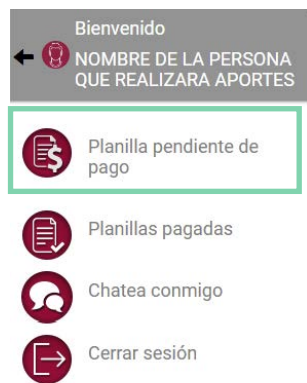 Bienvenido
NOMBRE DE LA PERSONA
QUE REALIZARA APORTES
Planilla pendiente de
pago
Planillas pagadas
Chatea conmigo
Cerrar sesión